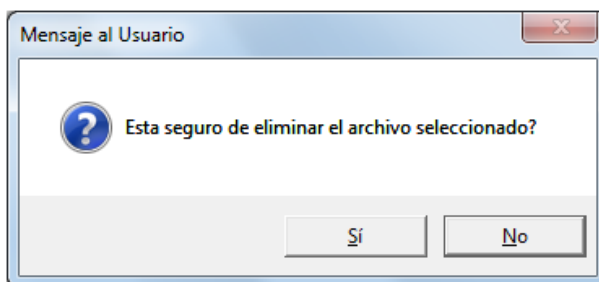 Mensaje al Usuario
Esta seguro de eliminar el archivo seleccionado?
Sí
No